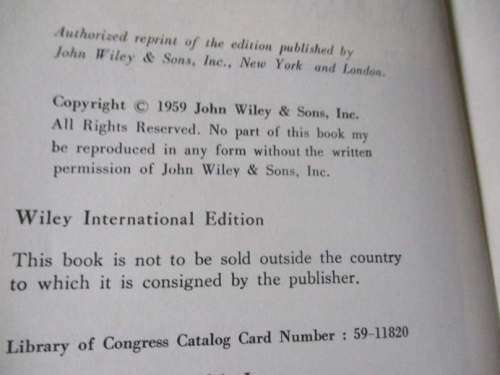 Authorized reprint of the edition published by
John Wiley & Sons, Inc., New York and London.
Copyright © 1959 John Wiley & Sons, Inc.
All Rights Reserved. No part of this book my
be reproduced in any form without the written
permission of John Wiley & Sons, Inc.
Wiley International Edition
This book is not to be sold outside the country
to which it is consigned by the publisher.
Library of Congress Catalog Card Number : 59-11820